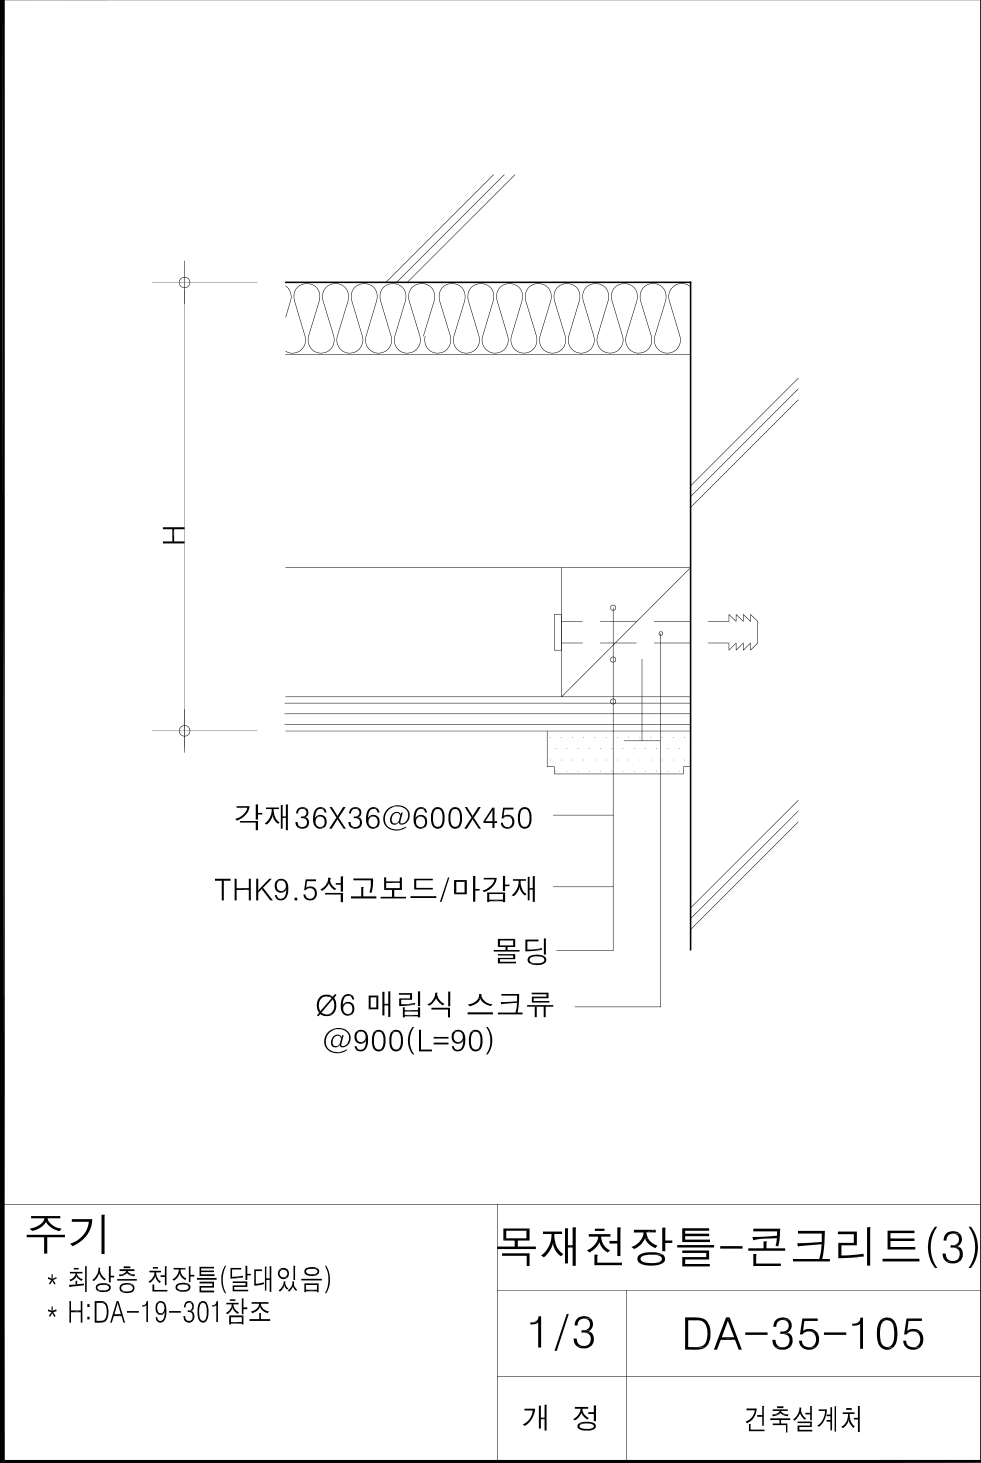 H
각재36X36@600X450
THK9.5석고보드/마감재
몰딩
Ø6 매립식 스크류
@900(L=90)
주기
* 최상층 천장틀(달대있음)
* H:DA-19-301참조
목재천장틀-콘크리트(3)
1/3
DA-35-105
개 정
건축설계처